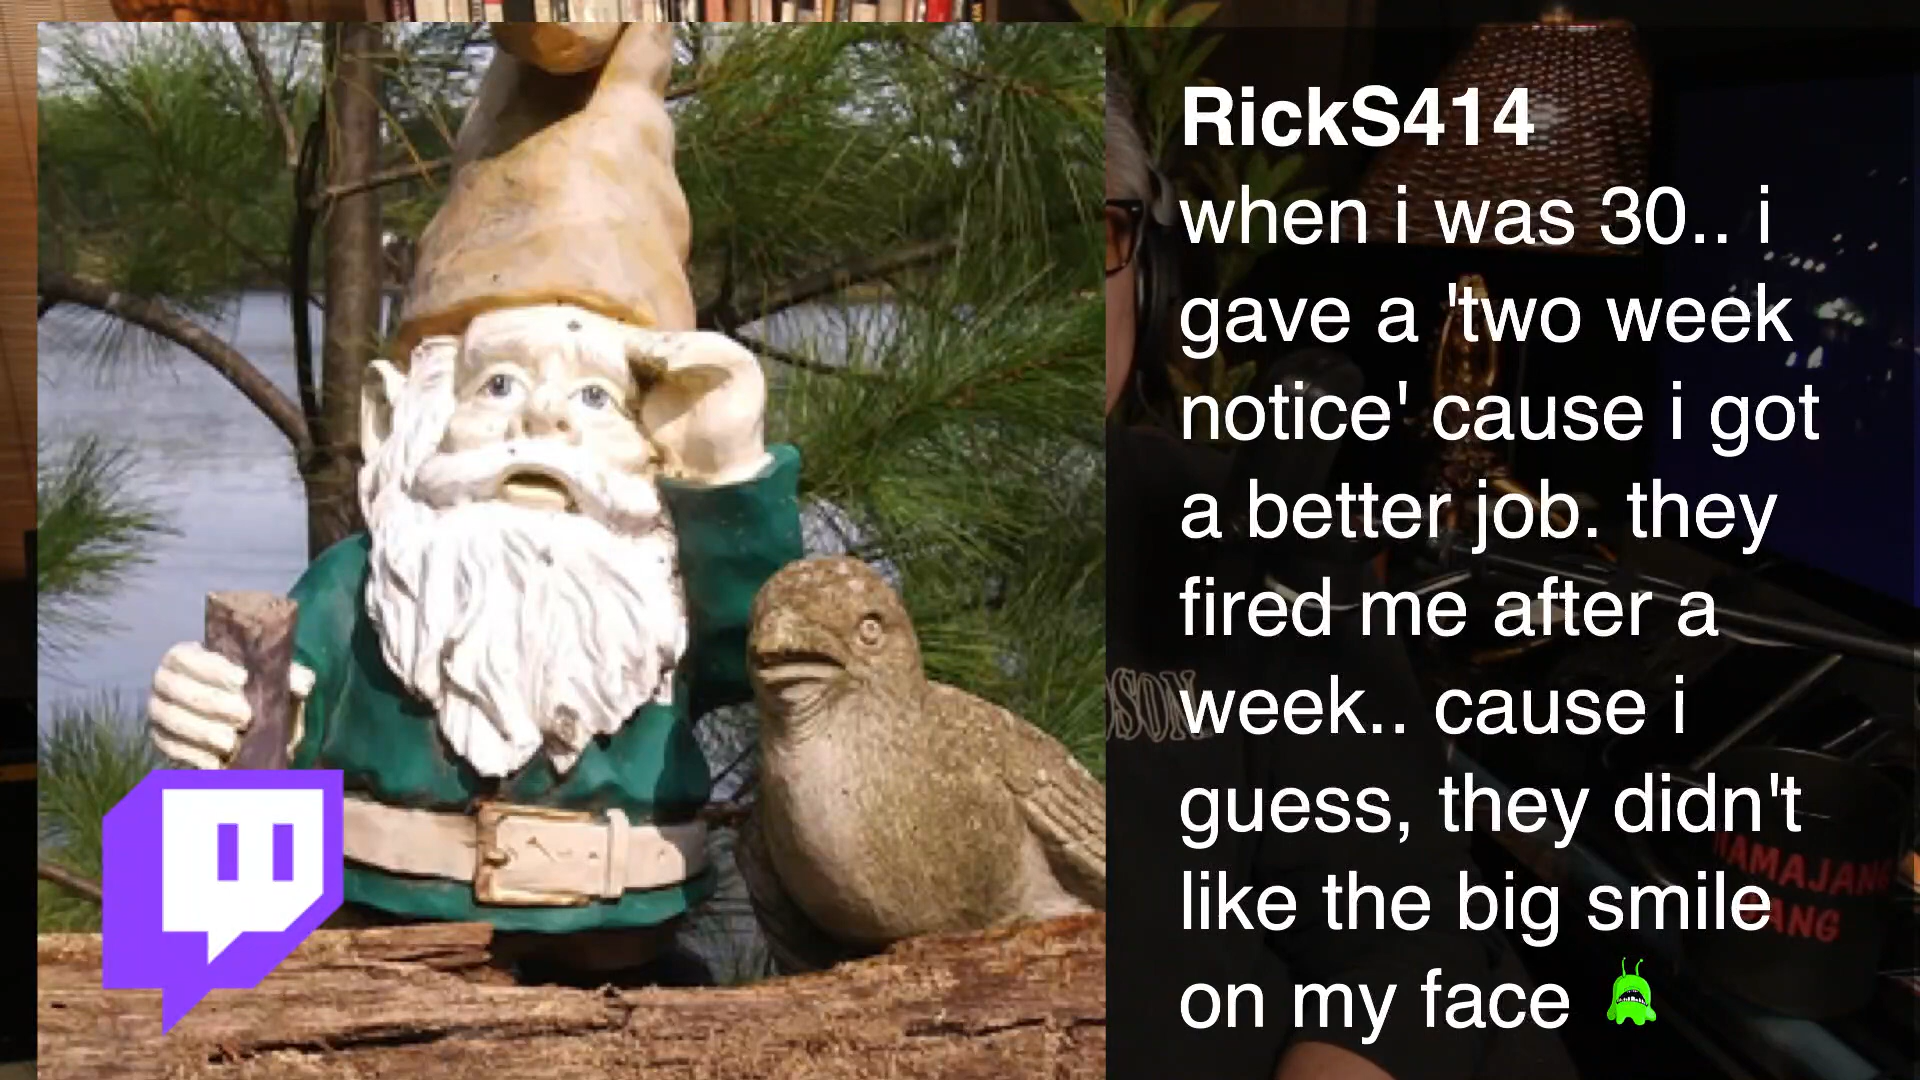 RickS414
when i was 30.. i
gave a 'two week
notice' cause i got
a better job. they
fired me after a
week.. cause i
guess, they didn't
like the big smile
on my face
MAMAJANG